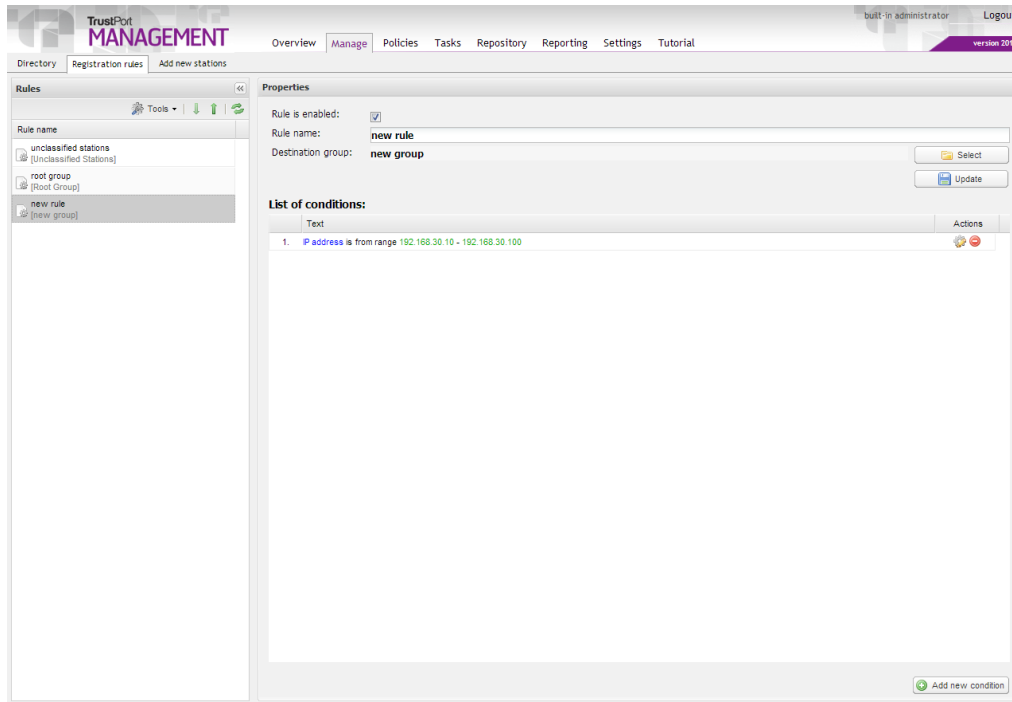 TrustPort
MANAGEMENT
built-in administrator Logou
Overview Manage Policies Tasks Repository Reporting Settings Tutorial
version 201
Directory Registration rules Add new stations
Rules
Tools
Rule name
unclassified stations
[Unclassified Stations]
root group
[Root Group]
new rule
[new group]
Properties
Rule is enabled:
Rule name: new rule
Destination group: new group
Select
Update
List of conditions:
Text Actions
1. IP address is from range 192.168.30.10 - 192.168.30.100
Add new condition